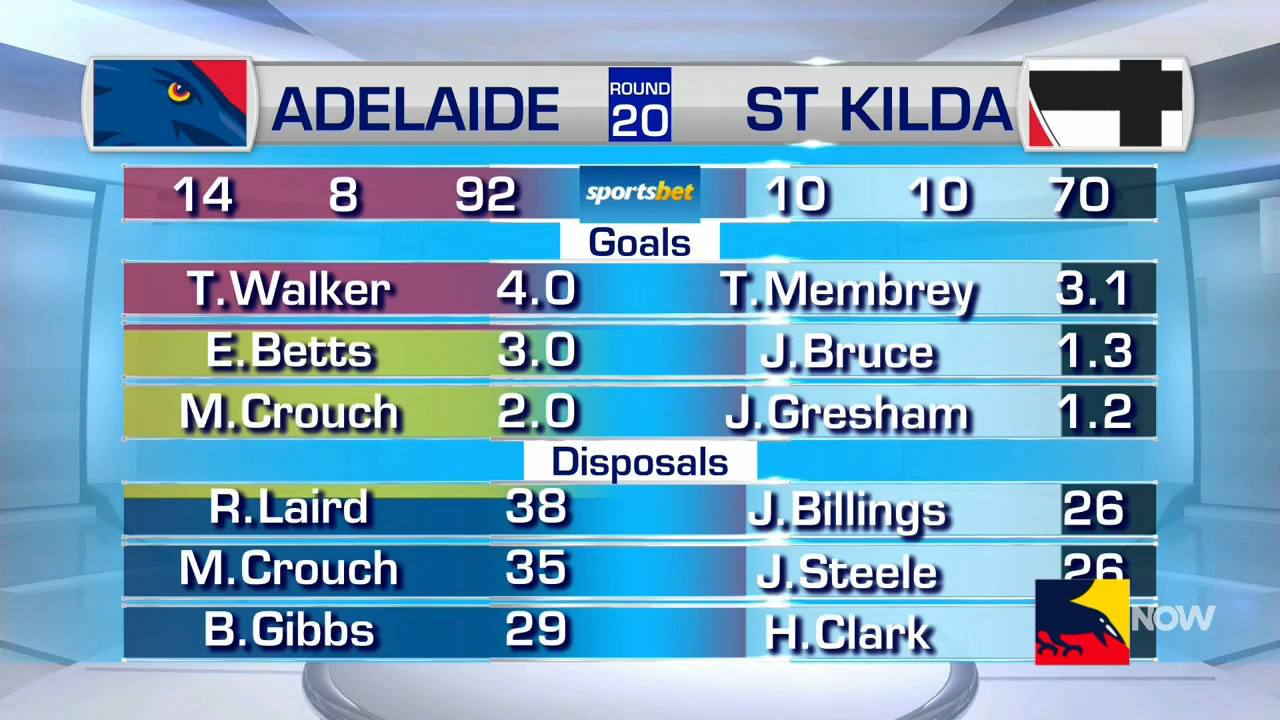 ADELAIDE ROUND 20 ST KILDA
14 8 92 sportsbet 10 10 70
Goals
T.Walker 4.0 T.Membrey 3.1
E.Betts 3.0 J.Bruce 1.3
M.Crouch 2.0 J.Gresham 1.2
Disposals
R.Laird 38 J.Billings 26
M.Crouch 35 J.Steele 26
B.Gibbs 29 H.Clark
NOW